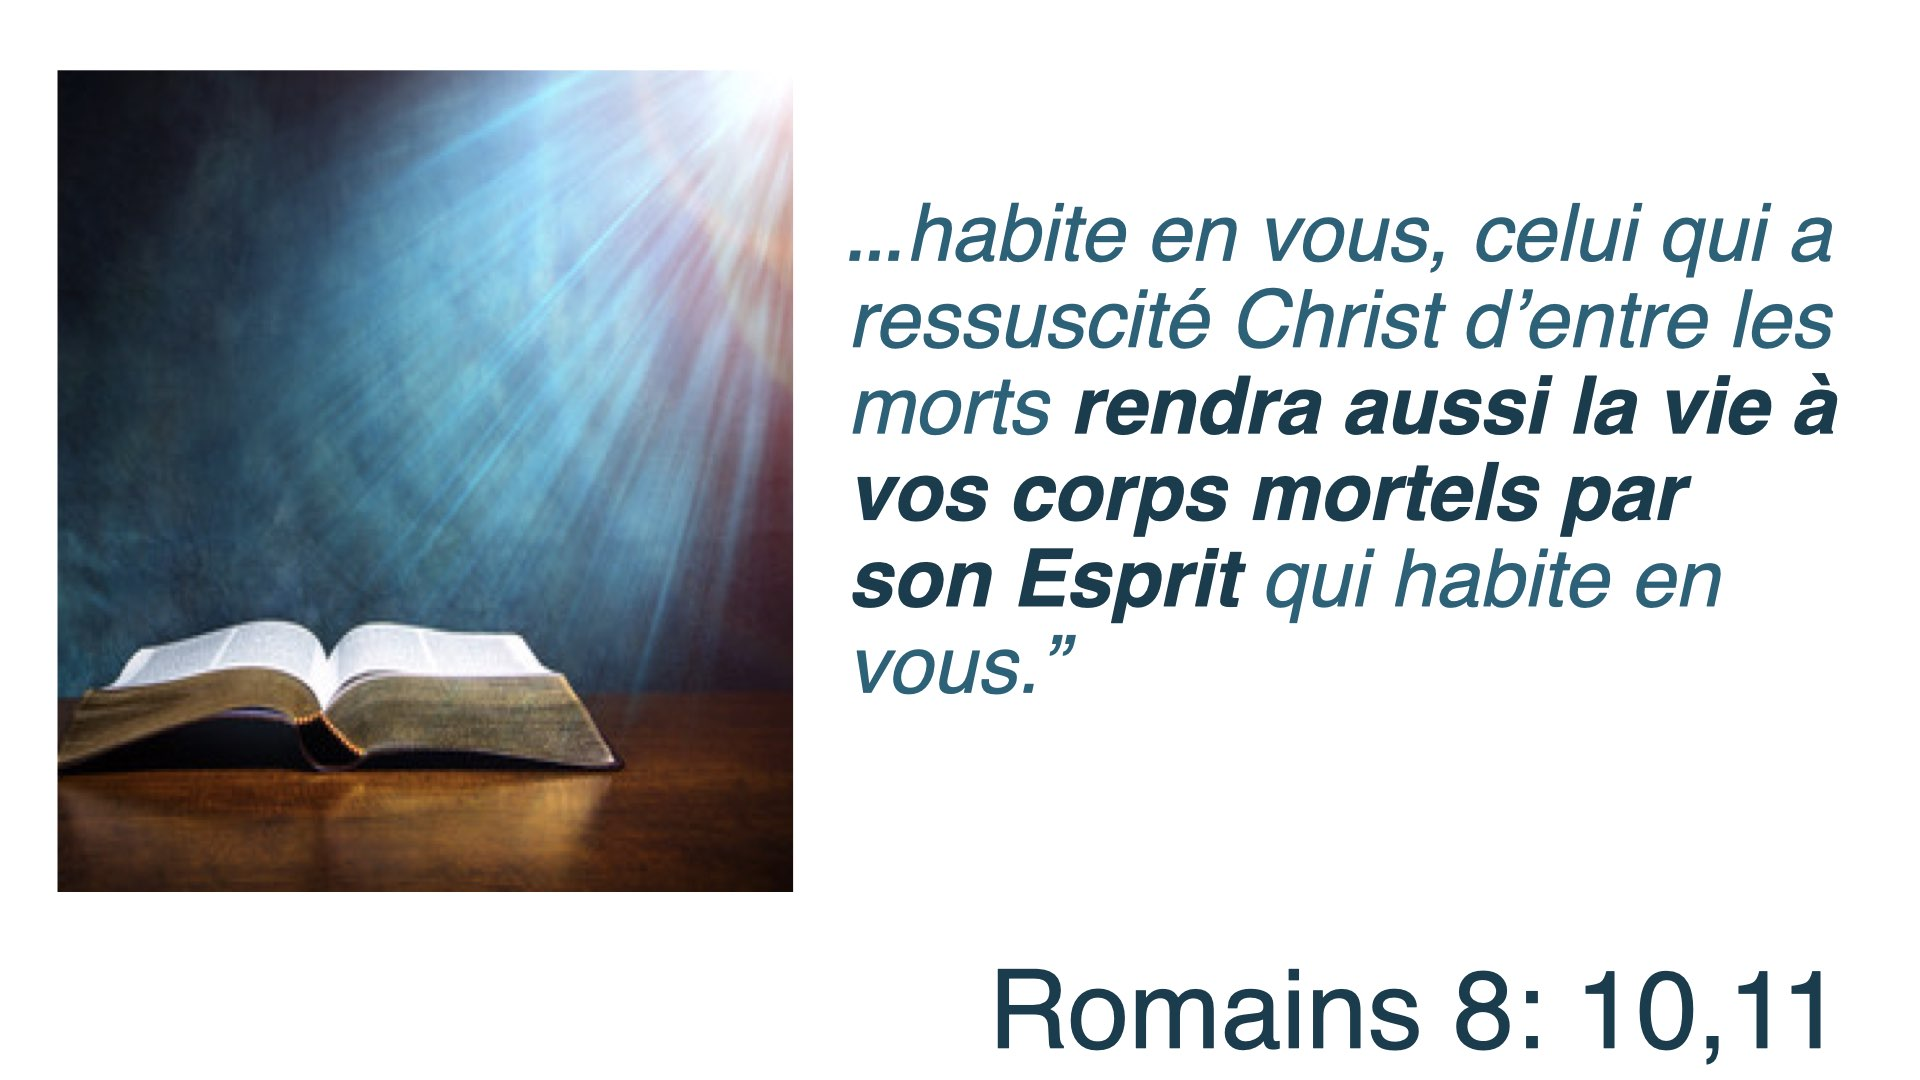 ...habite en vous, celui qui a
ressuscité Christ d’entre les
morts rendra aussi la vie à
vos corps mortels par
son Esprit qui habite en
vous.”
Romains 8: 10,11